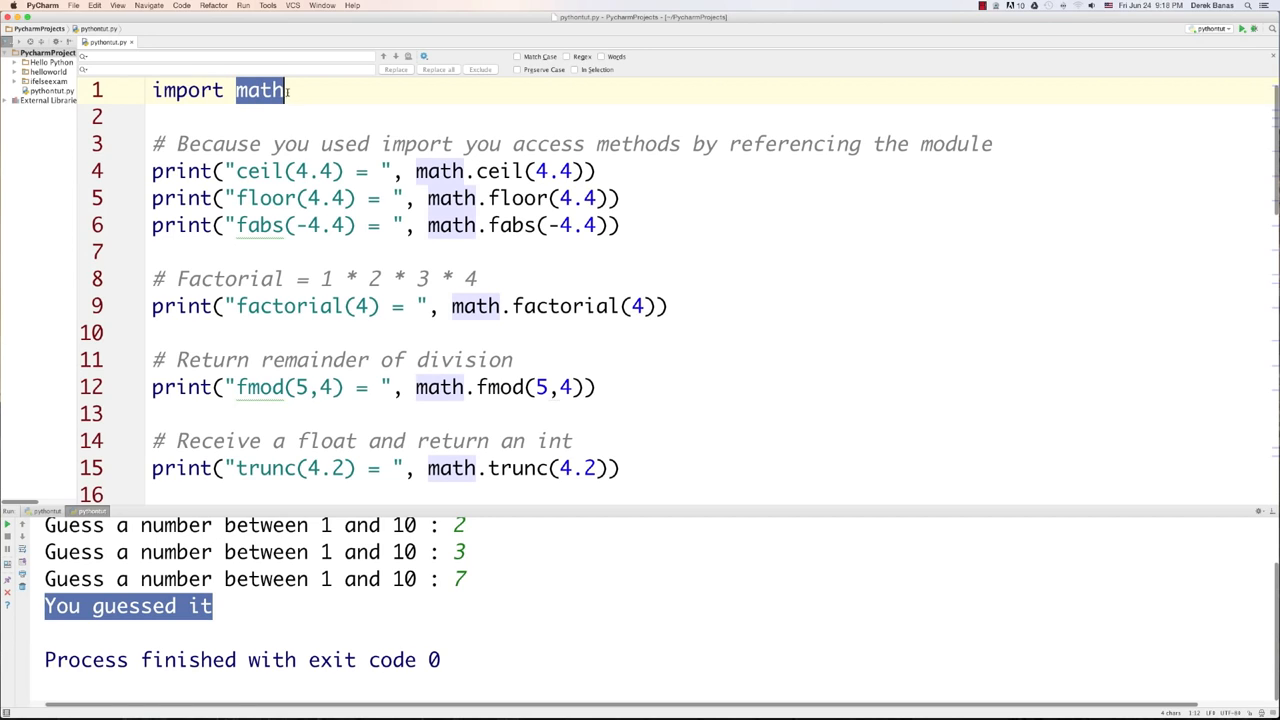 PyCharm File Edit View Navigate Code Refactor Run Tools VCS Window Help Fri Jun 24 9:18 PM Derek Banas
pythontut.py - PycharmProjects - [~/PycharmProjects]
PycharmProjects pythontut.py pythontut
pythontut.py
Match Case Regex Words
Replace Replace all Exclude Preserve Case In Selection
PycharmProject
Hello Python
helloworld
ifelseexam
pythontut.py
External Librarie
1 import math
2
3 # Because you used import you access methods by referencing the module
4 print("ceil(4.4) = ", math.ceil(4.4))
5 print("floor(4.4) = ", math.floor(4.4))
6 print("fabs(-4.4) = ", math.fabs(-4.4))
7
8 # Factorial = 1 * 2 * 3 * 4
9 print("factorial(4) = ", math.factorial(4))
10
11 # Return remainder of division
12 print("fmod(5,4) = ", math.fmod(5,4))
13
14 # Receive a float and return an int
15 print("trunc(4.2) = ", math.trunc(4.2))
16
Run: pythontut pythontut
Guess a number between 1 and 10 : 2
Guess a number between 1 and 10 : 3
Guess a number between 1 and 10 : 7
You guessed it
Process finished with exit code 0
4 chars 1:12 LF÷ UTF-8÷